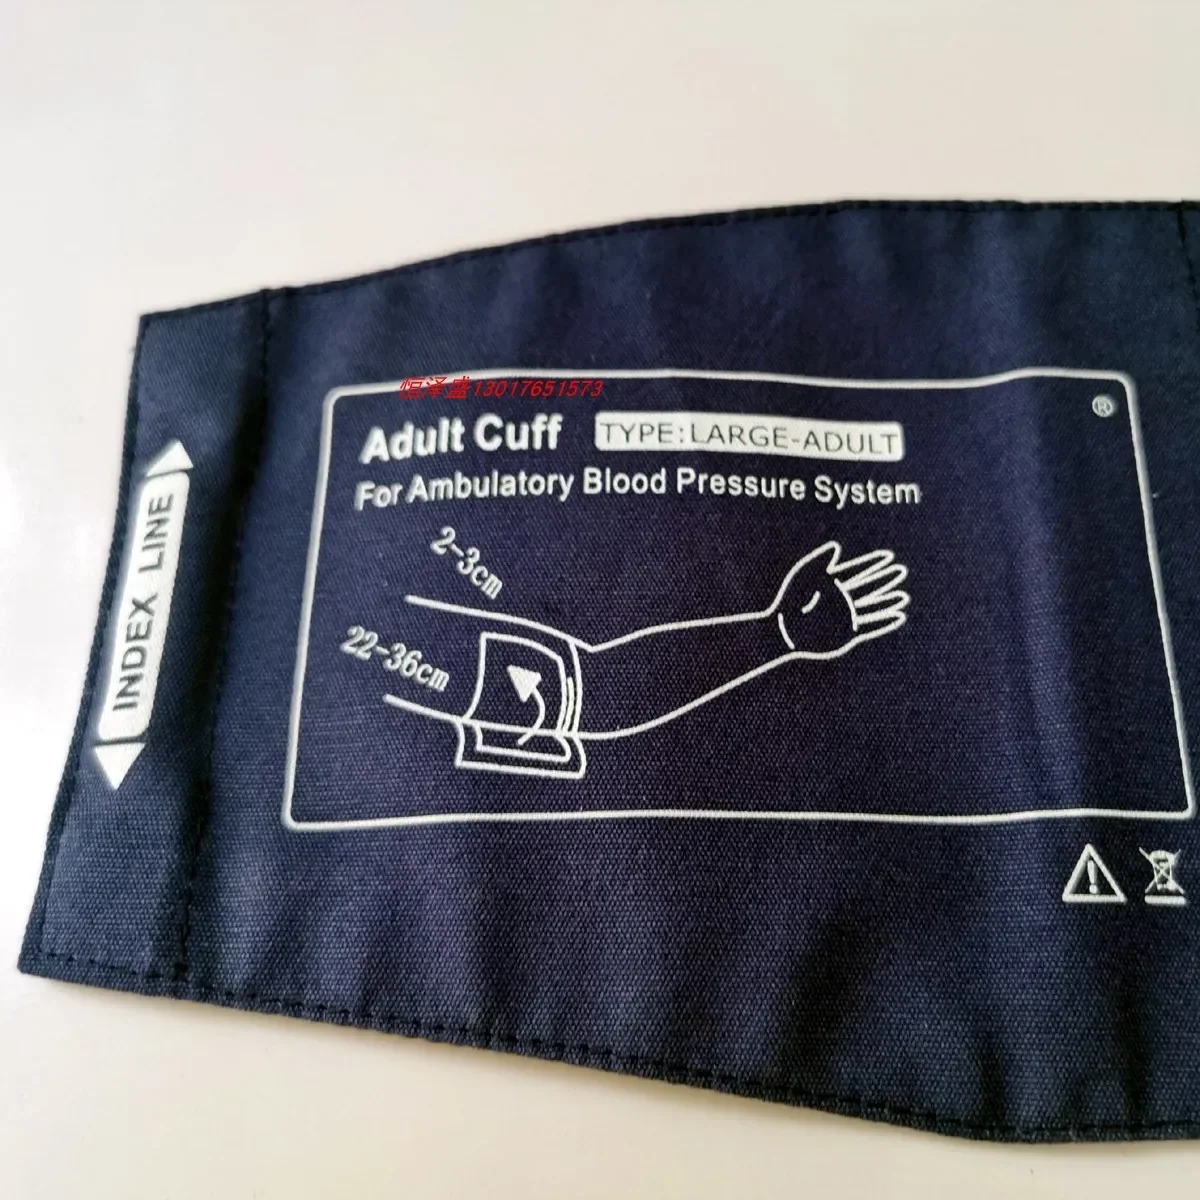 恒泽盛13017651573
®
Adult Cuff TYPE:LARGE-ADULT
For Ambulatory Blood Pressure System
2-3cm
22-36cm
INDEX LINE